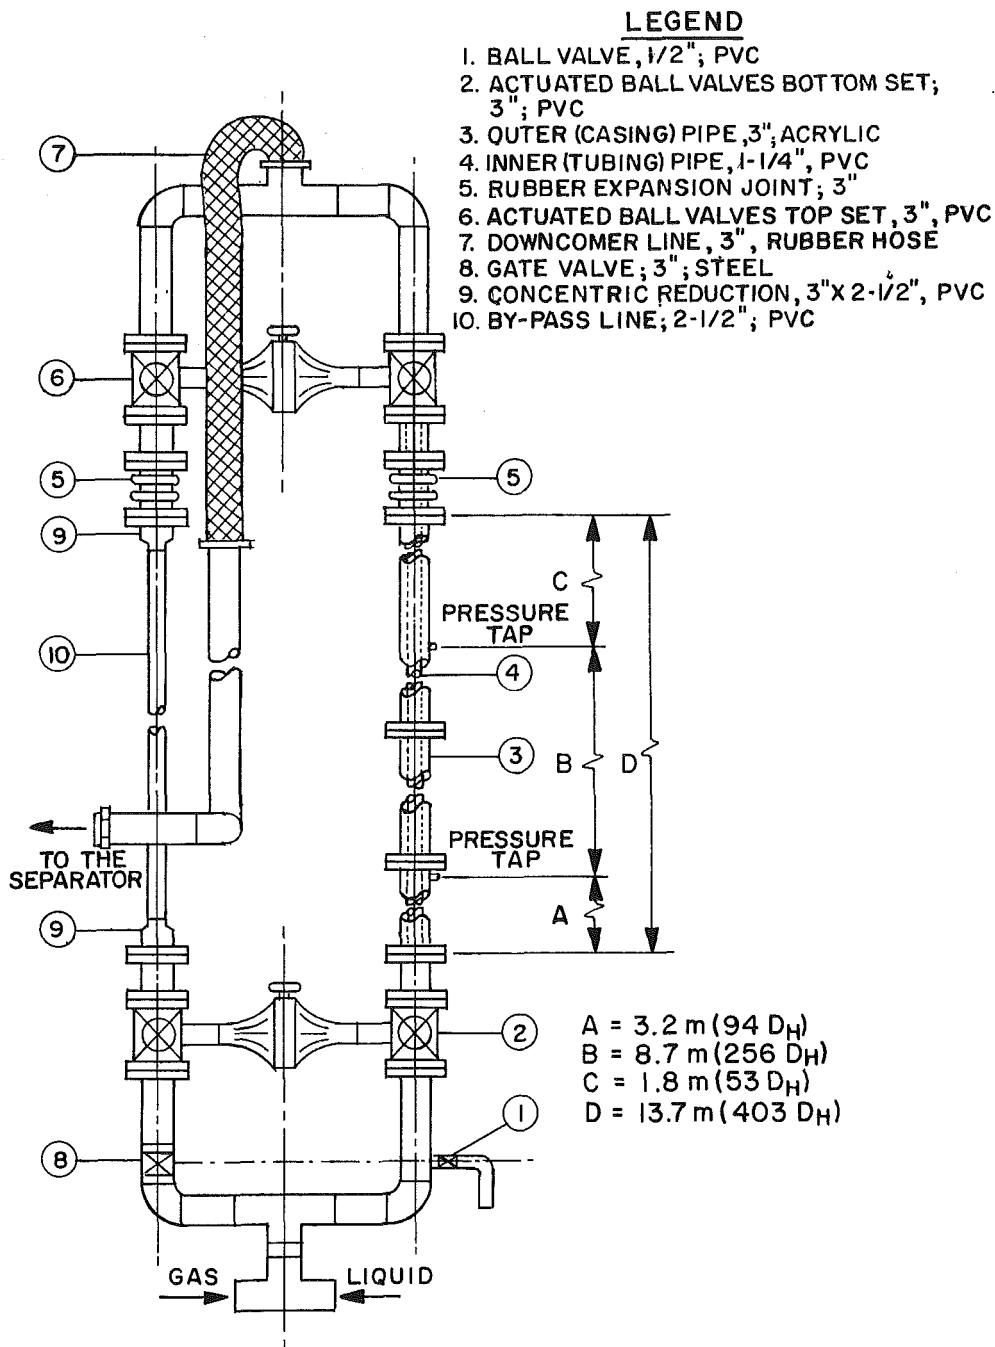 LEGEND
1. BALL VALVE, 1/2"; PVC
2. ACTUATED BALL VALVES BOTTOM SET;
3"; PVC
3. OUTER (CASING) PIPE, 3"; ACRYLIC
4. INNER (TUBING) PIPE, 1-1/4", PVC
5. RUBBER EXPANSION JOINT; 3"
6. ACTUATED BALL VALVES TOP SET, 3", PVC
7. DOWNCOMER LINE, 3", RUBBER HOSE
8. GATE VALVE; 3"; STEEL
9. CONCENTRIC REDUCTION, 3" X 2-1/2", PVC
10. BY-PASS LINE; 2-1/2"; PVC
7
6
5
5
9
C
D
PRESSURE
TAP
10
4
3
B
PRESSURE
TAP
TO THE
SEPARATOR
A
9
2
A = 3.2 m (94 DH)
B = 8.7 m (256 DH)
C = 1.8 m (53 DH)
D = 13.7 m (403 DH)
1
8
GAS
LIQUID